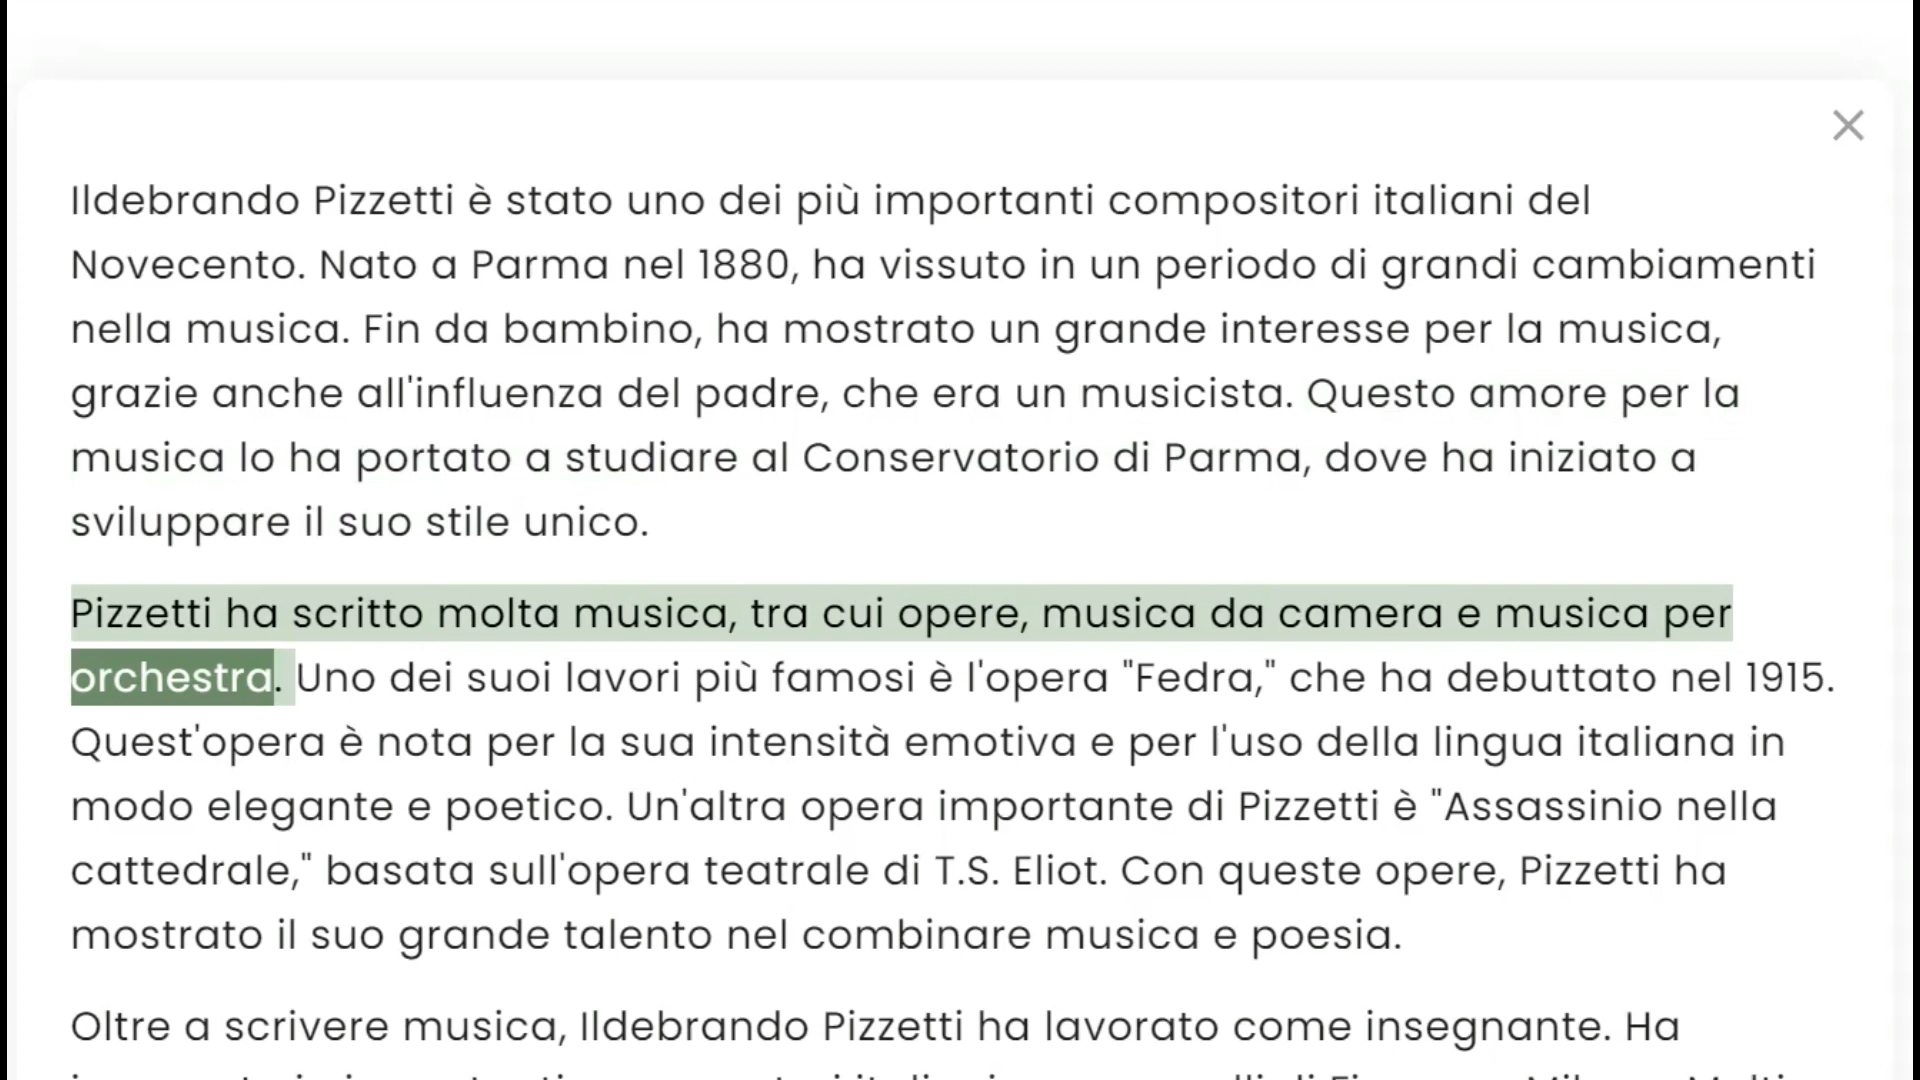 Ildebrando Pizzetti è stato uno dei più importanti compositori italiani del
Novecento. Nato a Parma nel 1880, ha vissuto in un periodo di grandi cambiamenti
nella musica. Fin da bambino, ha mostrato un grande interesse per la musica,
grazie anche all'influenza del padre, che era un musicista. Questo amore per la
musica lo ha portato a studiare al Conservatorio di Parma, dove ha iniziato a
sviluppare il suo stile unico.
Pizzetti ha scritto molta musica, tra cui opere, musica da camera e musica per
orchestra. Uno dei suoi lavori più famosi è l'opera "Fedra," che ha debuttato nel 1915.
Quest'opera è nota per la sua intensità emotiva e per l'uso della lingua italiana in
modo elegante e poetico. Un'altra opera importante di Pizzetti è "Assassinio nella
cattedrale," basata sull'opera teatrale di T.S. Eliot. Con queste opere, Pizzetti ha
mostrato il suo grande talento nel combinare musica e poesia.
Oltre a scrivere musica, Ildebrando Pizzetti ha lavorato come insegnante. Ha